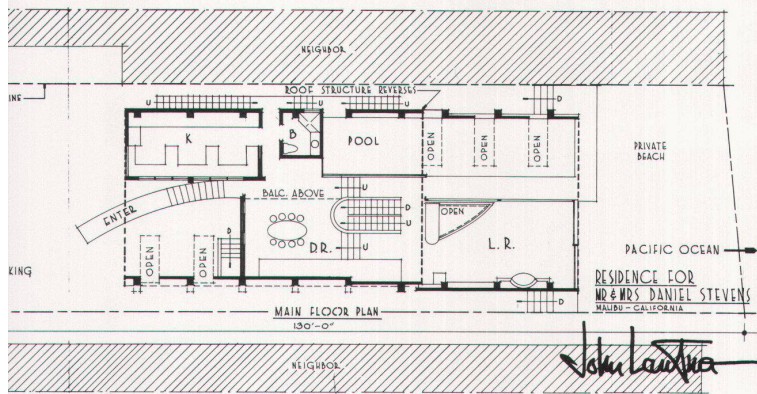 NEIGHBOR
ROOF STRUCTURE REVERSES
INE
U
U
U
D
K
B
POOL
OPEN
OPEN
OPEN
PRIVATE
BEACH
ENTER
BALC. ABOVE
U
D
U
U
D
D.R.
OPEN
L.R.
OPEN
OPEN
KING
PACIFIC OCEAN
RESIDENCE FOR
MR & MRS DANIEL STEVENS
MALIBU - CALIFORNIA
D
MAIN FLOOR PLAN
130'-0"
NEIGHBOR
John Lautner